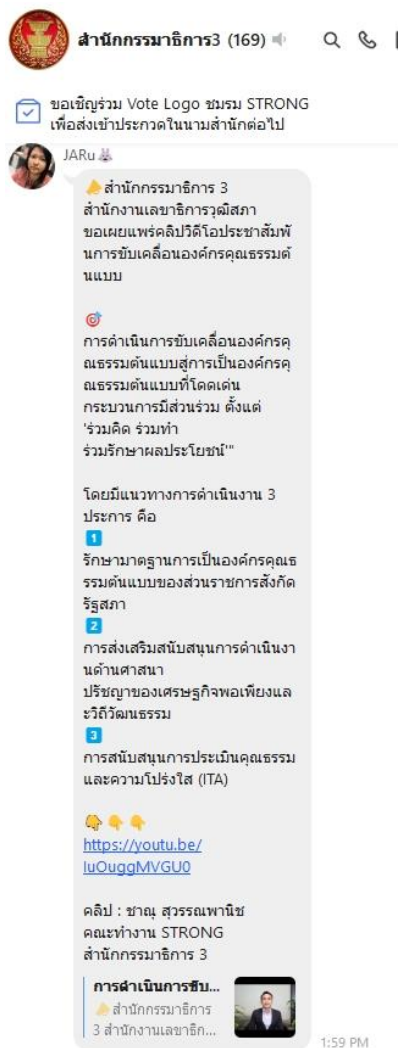 สำนักกรรมาธิการ3 (169)
ขอเชิญร่วม Vote Logo ชมรม STRONG
เพื่อส่งเข้าประกวดในนามสำนักต่อไป
JARu
สำนักกรรมาธิการ 3
สำนักงานเลขาธิการวุฒิสภา
ขอเผยแพร่คลิปวิดีโอประชาสัมพั
นการขับเคลื่อนองค์กรคุณธรรมต้
นแบบ
การดำเนินการขับเคลื่อนองค์กรคุ
ณธรรมต้นแบบสู่การเป็นองค์กรคุ
ณธรรมต้นแบบที่โดดเด่น
กระบวนการมีส่วนร่วม ตั้งแต่
'ร่วมคิด ร่วมทำ
ร่วมรักษาผลประโยชน์'"
โดยมีแนวทางการดำเนินงาน 3
ประการ คือ
1
รักษามาตฐานการเป็นองค์กรคุณธ
รรมต้นแบบของส่วนราชการสังกัด
รัฐสภา
2
การส่งเสริมสนับสนุนการดำเนินงา
นด้านศาสนา
ปรัชญาของเศรษฐกิจพอเพียงแล
ะวิถีวัฒนธรรม
3
การสนับสนุนการประเมินคุณธรรม
และความโปร่งใส (ITA)
https://youtu.be/
IuOuggMVGU0
คลิป : ชาณุ สุวรรณพานิช
คณะทำงาน STRONG
สำนักกรรมาธิการ 3
การดำเนินการขับ...
สำนักกรรมาธิการ
3 สำนักงานเลขาธิก...
1:59 PM